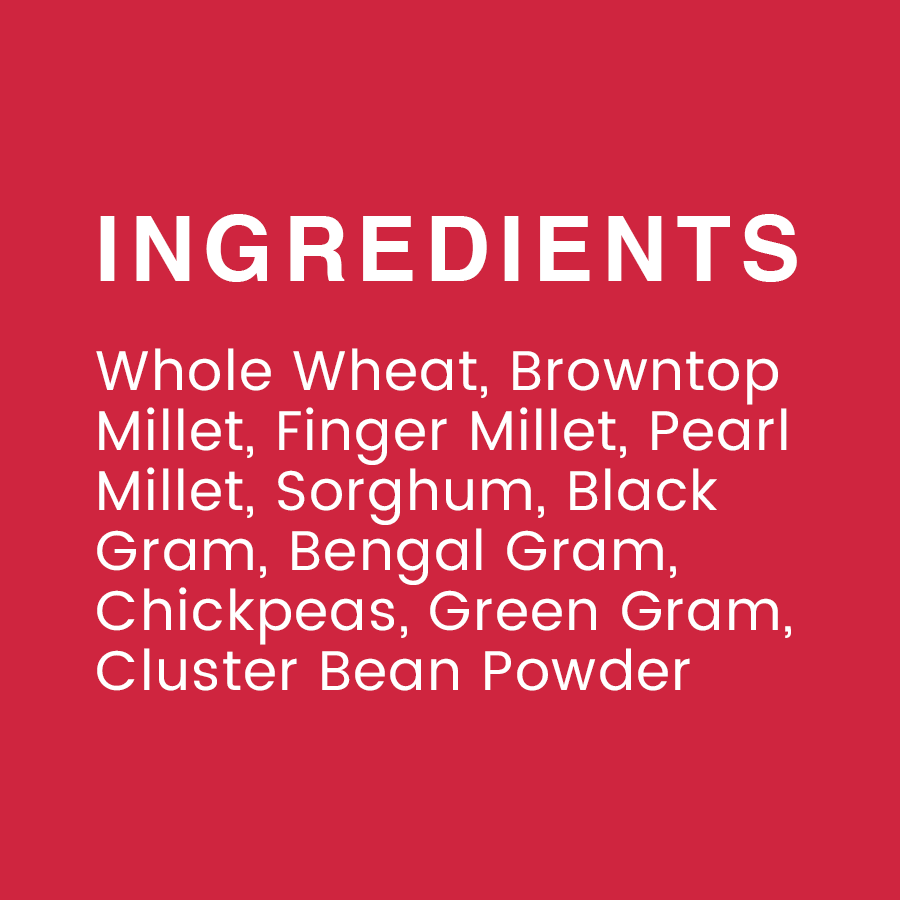 INGREDIENTS
Whole Wheat, Browntop
Millet, Finger Millet, Pearl
Millet, Sorghum, Black
Gram, Bengal Gram,
Chickpeas, Green Gram,
Cluster Bean Powder